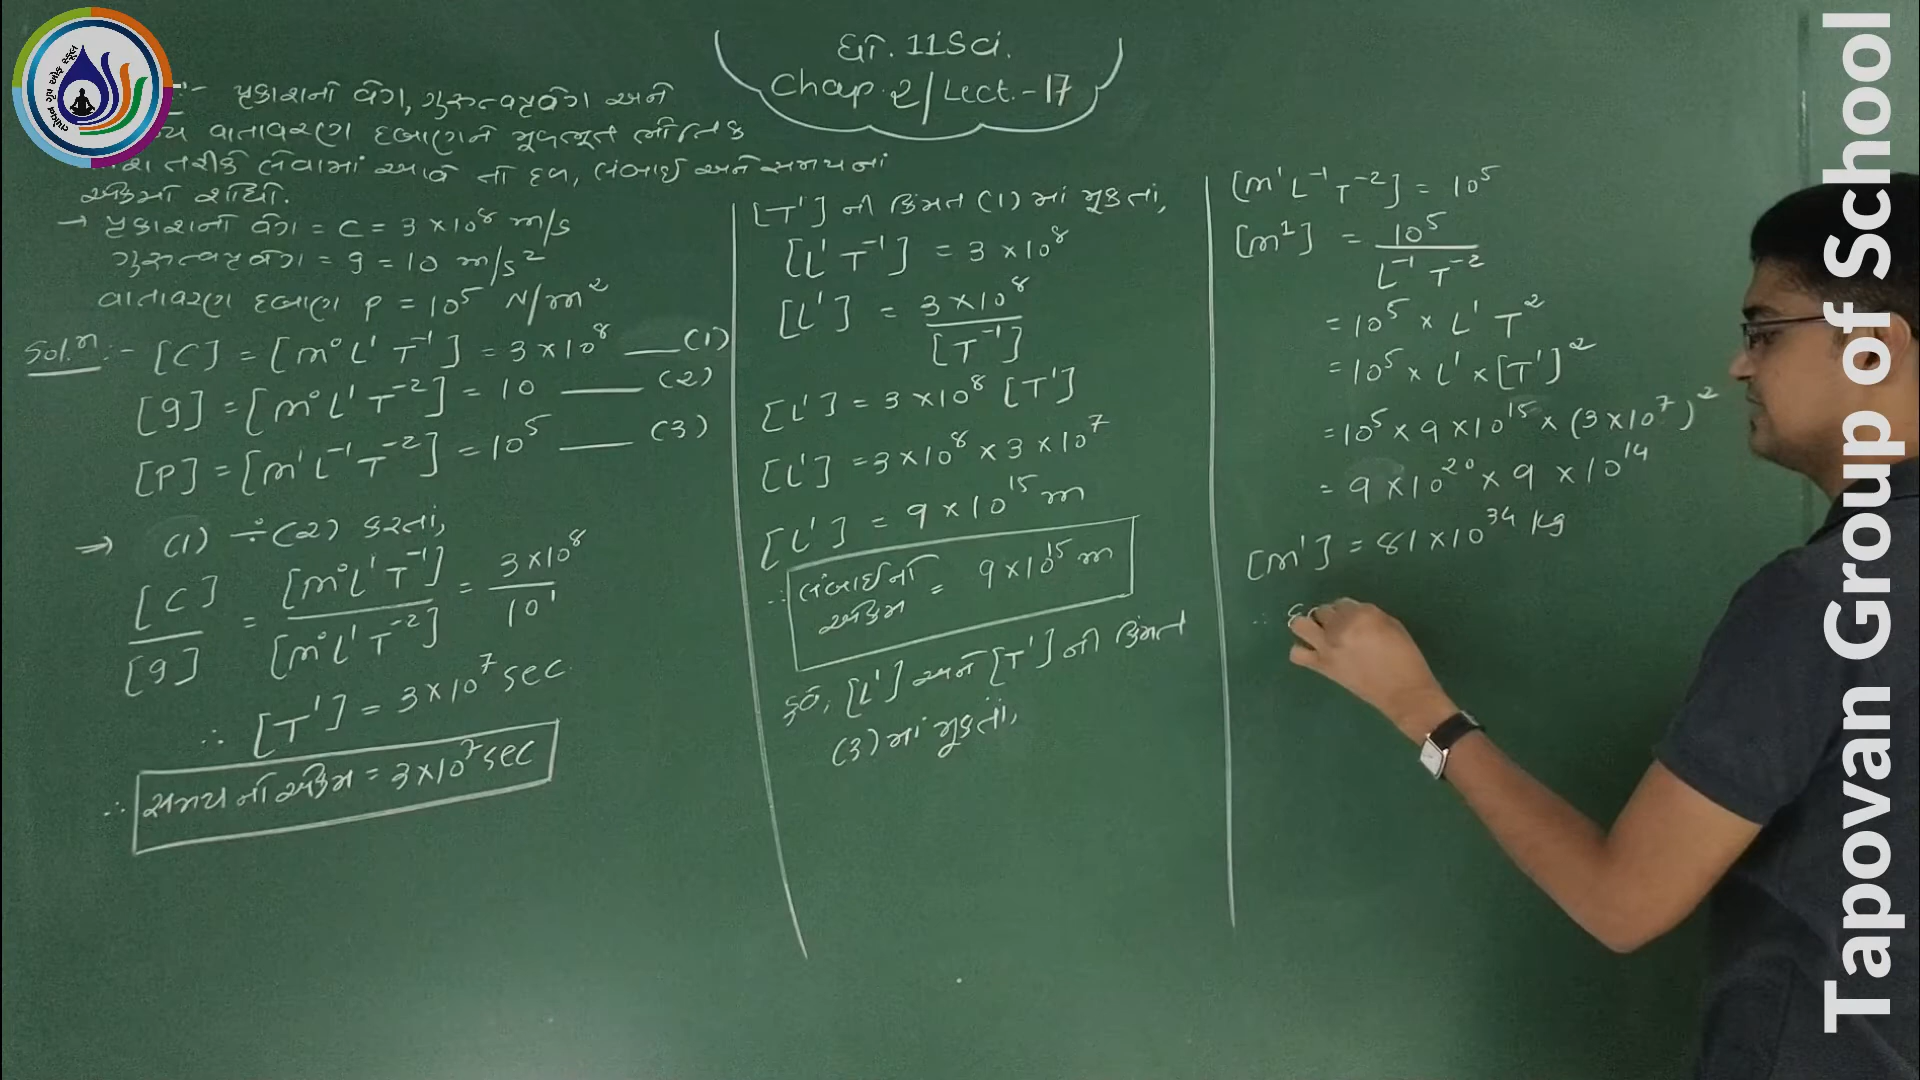 ધો. 11 Sci.
Chap. 2 / Lect. - 17
પ્રકાશનો વેગ, ગુરુત્વપ્રવેગ અને
વાતાવરણ દબાણને મૂળભૂત ભૌતિક
રાશિ તરીકે લેવામાં આવે તો દળ, લંબાઈ અને સમયનાં
એકમો શોધો.
→ પ્રકાશનો વેગ = C = 3 × 10⁸ m/s
ગુરુત્વપ્રવેગ = g = 10 m/s²
વાતાવરણ દબાણ P = 10⁵ N/m²
Solⁿ :- [C] = [M⁰ L¹ T⁻¹] = 3 × 10⁸ —— (1)
[g] = [M⁰ L¹ T⁻²] = 10 —— (2)
[P] = [M¹ L⁻¹ T⁻²] = 10⁵ —— (3)
⇒ (1) ÷ (2) કરતાં,
[C] / [g] = [M⁰ L¹ T⁻¹] / [M⁰ L¹ T⁻²] = 3×10⁸ / 10¹
∴ [T¹] = 3 × 10⁷ sec.
∴ સમયનો એકમ = 3 × 10⁷ sec
[T¹] ની કિંમત (1) માં મૂકતાં,
[L¹ T⁻¹] = 3 × 10⁸
[L¹] = 3 × 10⁸ / [T⁻¹]
[L¹] = 3 × 10⁸ [T¹]
[L¹] = 3 × 10⁸ × 3 × 10⁷
[L¹] = 9 × 10¹⁵ m
∴ લંબાઈનો એકમ = 9 × 10¹⁵ m
હવે, [L¹] અને [T¹] ની કિંમત
(3) માં મૂકતાં,
[M¹ L⁻¹ T⁻²] = 10⁵
[M¹] = 10⁵ / L⁻¹ T⁻²
= 10⁵ × L¹ T²
= 10⁵ × L¹ × [T¹]²
= 10⁵ × 9 × 10¹⁵ × (3 × 10⁷)²
= 9 × 10²⁰ × 9 × 10¹⁴
[M¹] = 81 × 10³⁴ kg
∴
Tapovan Group of School